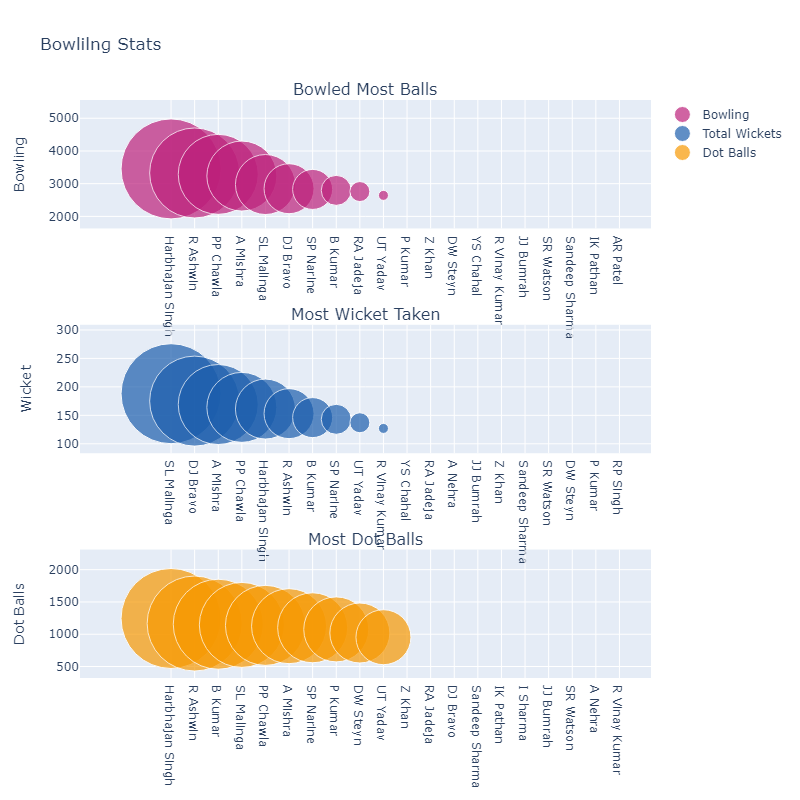 Bowlilng Stats
Bowled Most Balls
Bowling
Total Wickets
Dot Balls
Bowling
5000
4000
3000
2000
Harbhajan Singh
R Ashwin
PP Chawla
A Mishra
SL Malinga
DJ Bravo
SP Narine
B Kumar
RA Jadeja
UT Yadav
P Kumar
Z Khan
DW Steyn
YS Chahal
R Vinay Kumar
JJ Bumrah
SR Watson
Sandeep Sharma
IK Pathan
AR Patel
Most Wicket Taken
Wicket
300
250
200
150
100
SL Malinga
DJ Bravo
A Mishra
PP Chawla
Harbhajan Singh
R Ashwin
B Kumar
SP Narine
UT Yadav
R Vinay Kumar
YS Chahal
RA Jadeja
A Nehra
JJ Bumrah
Z Khan
Sandeep Sharma
SR Watson
DW Steyn
P Kumar
RP Singh
Most Dot Balls
Dot Balls
2000
1500
1000
500
Harbhajan Singh
R Ashwin
B Kumar
SL Malinga
PP Chawla
A Mishra
SP Narine
P Kumar
DW Steyn
UT Yadav
Z Khan
RA Jadeja
DJ Bravo
Sandeep Sharma
IK Pathan
I Sharma
JJ Bumrah
SR Watson
A Nehra
R Vinay Kumar